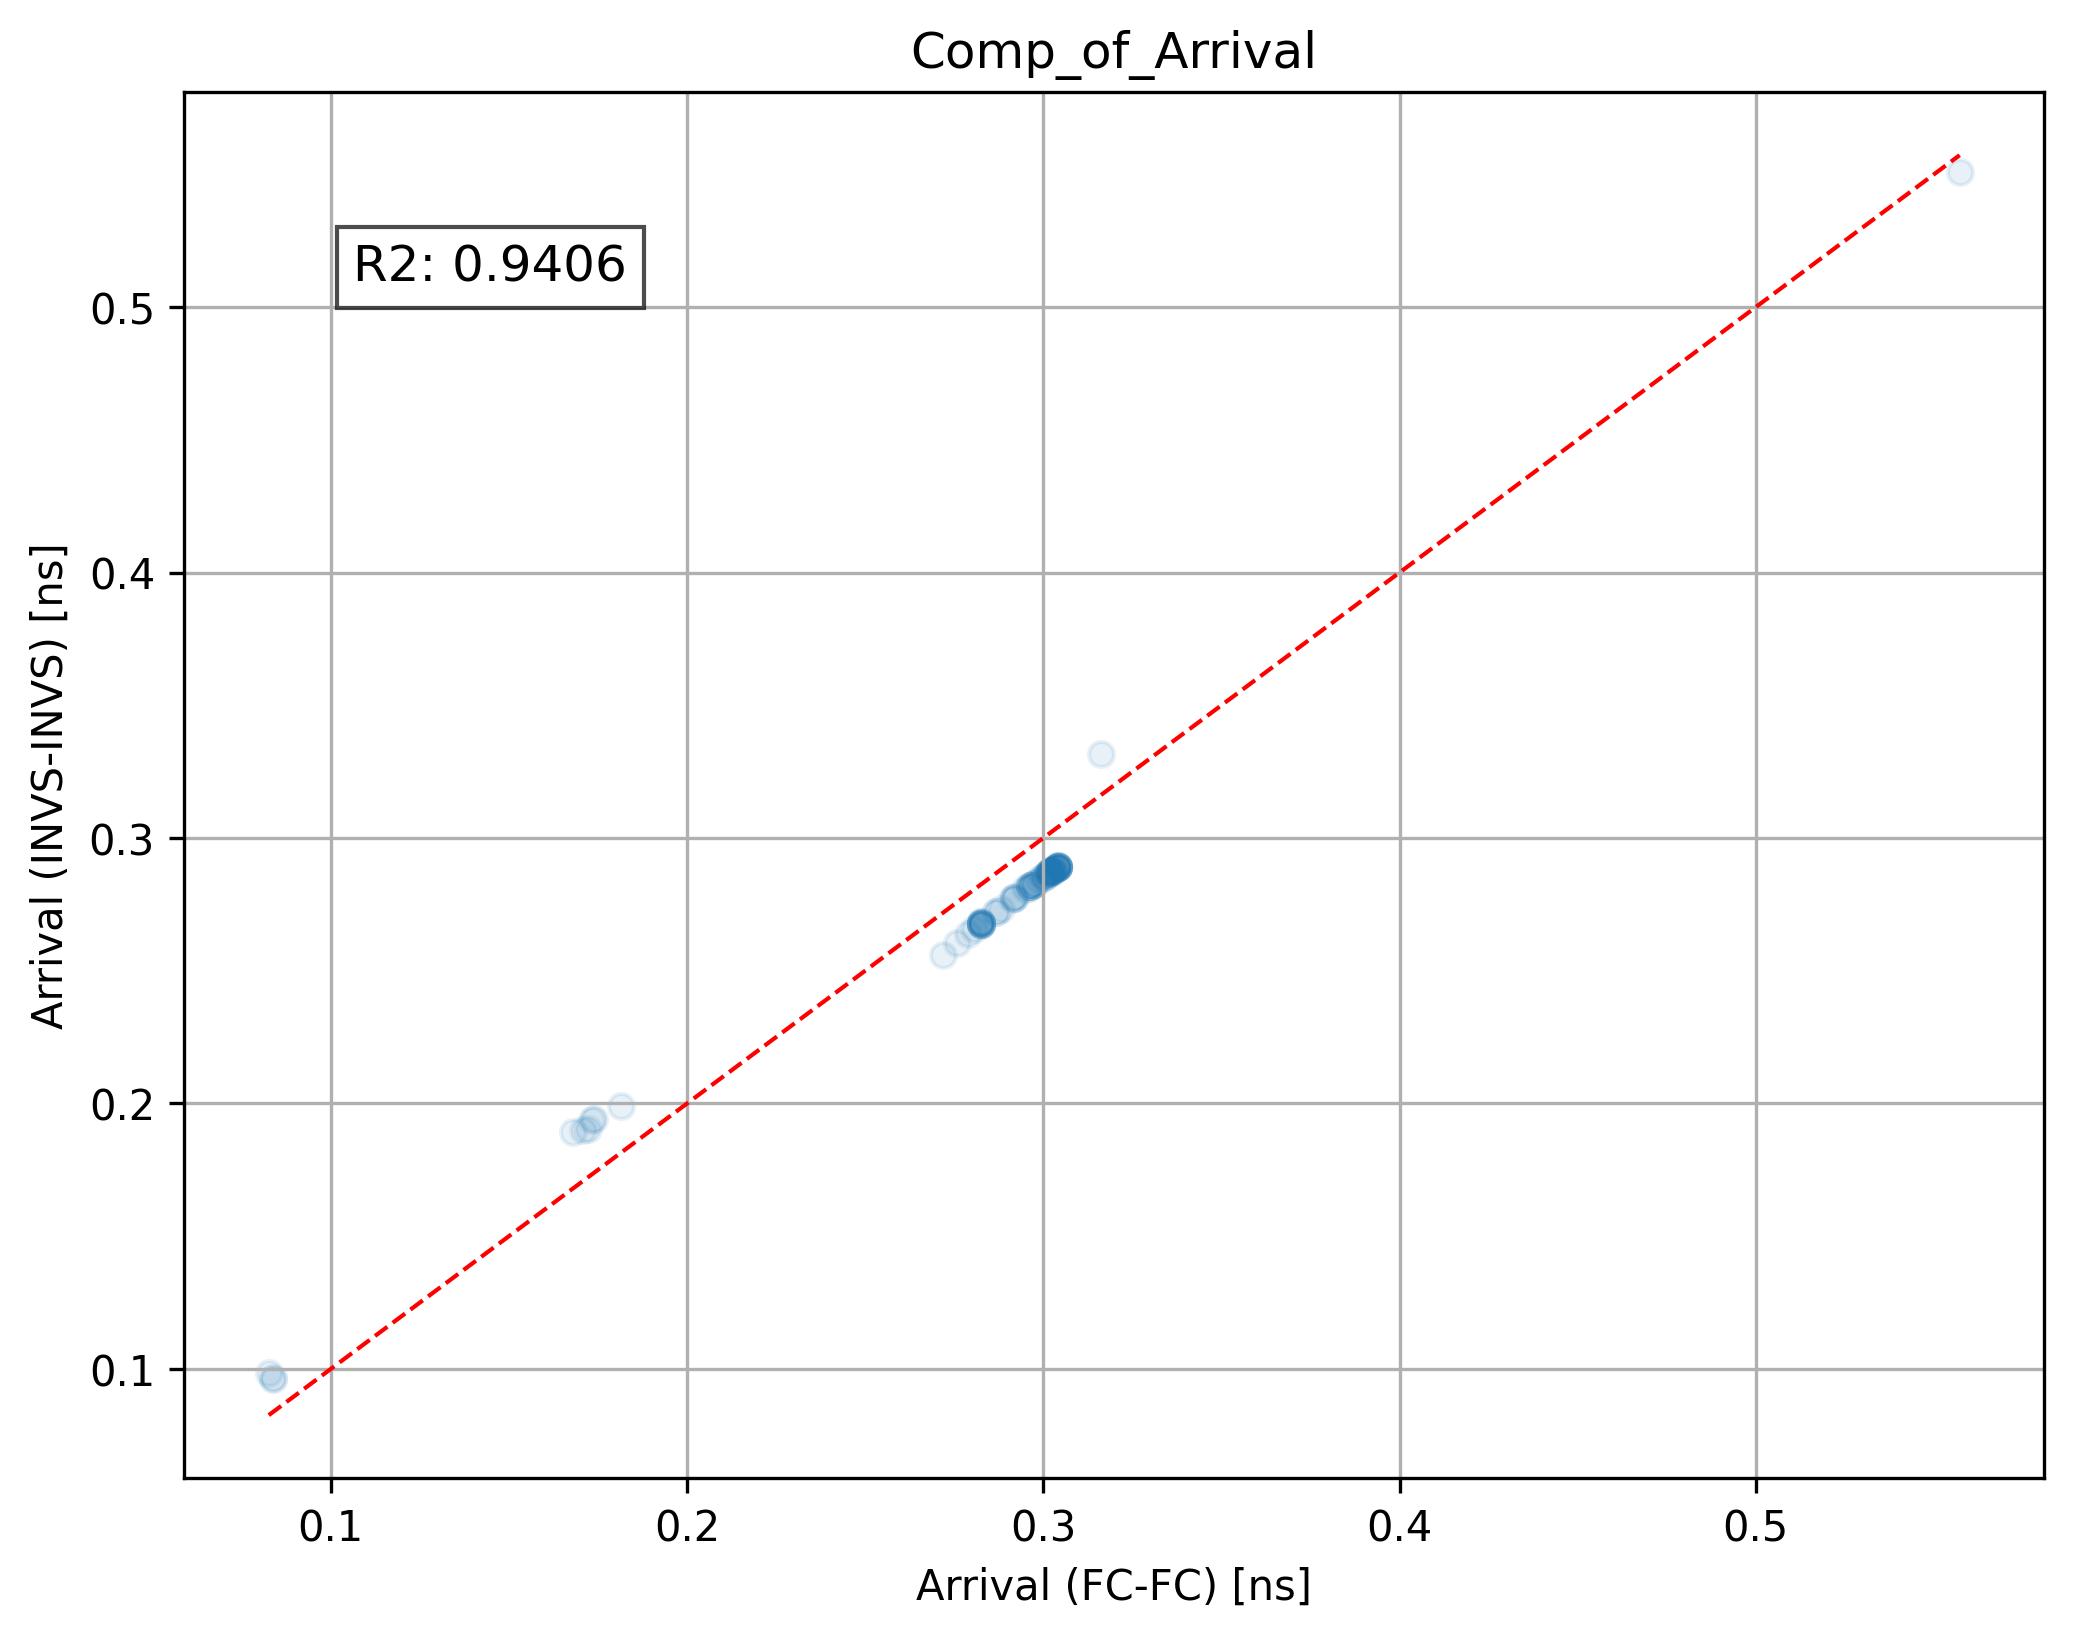 Comp_of_Arrival
R2: 0.9406
Arrival (INVS-INVS) [ns]
0.5
0.4
0.3
0.2
0.1
0.1 0.2 0.3 0.4 0.5
Arrival (FC-FC) [ns]